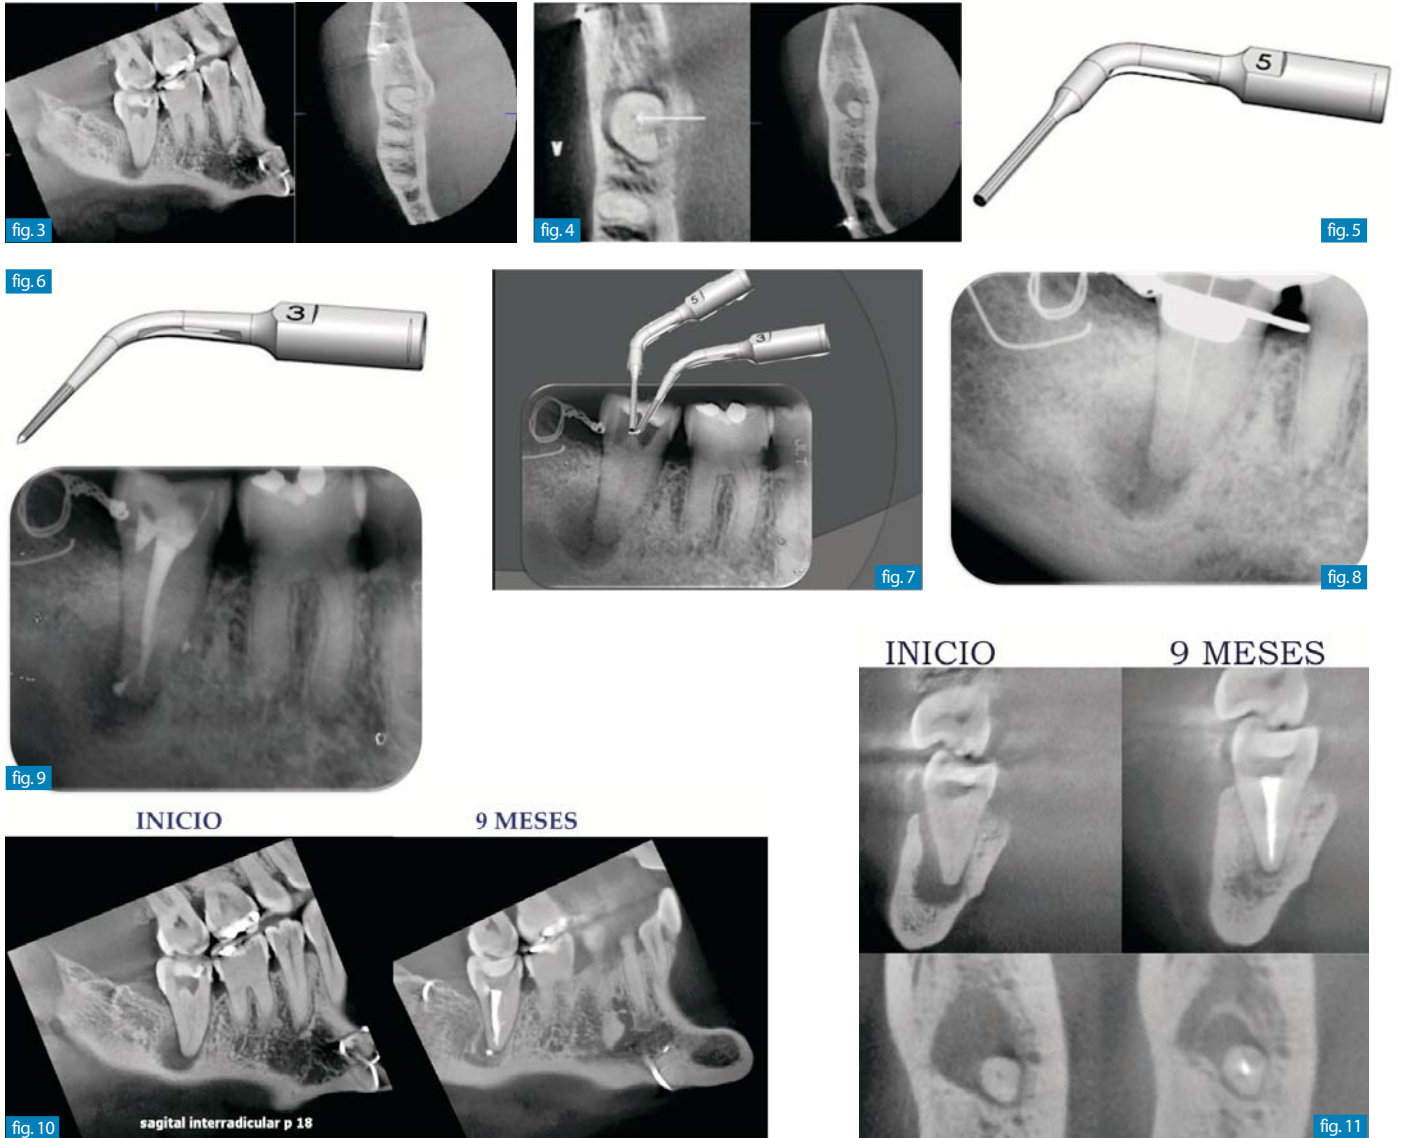 fig. 3
V
fig. 4
5
fig. 5
fig. 6
3
5
3
fig. 7
fig. 8
fig. 9
INICIO
9 MESES
INICIO
9 MESES
sagital interradicular p 18
fig. 10
fig. 11